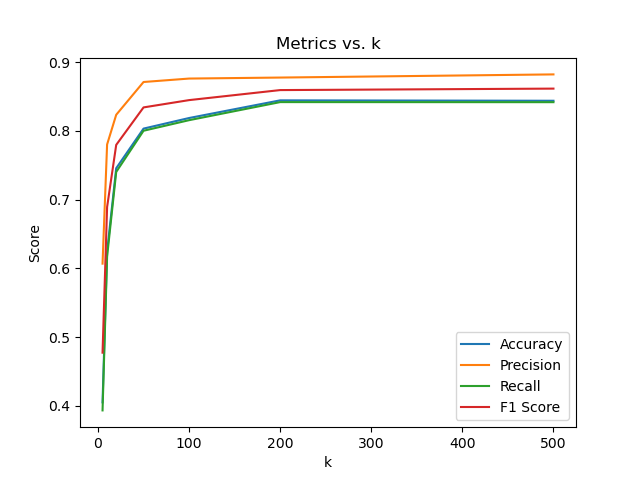 Metrics vs. k
0.9
0.8
0.7
0.6
0.5
0.4
Score
0 100 200 300 400 500
k
Accuracy
Precision
Recall
F1 Score